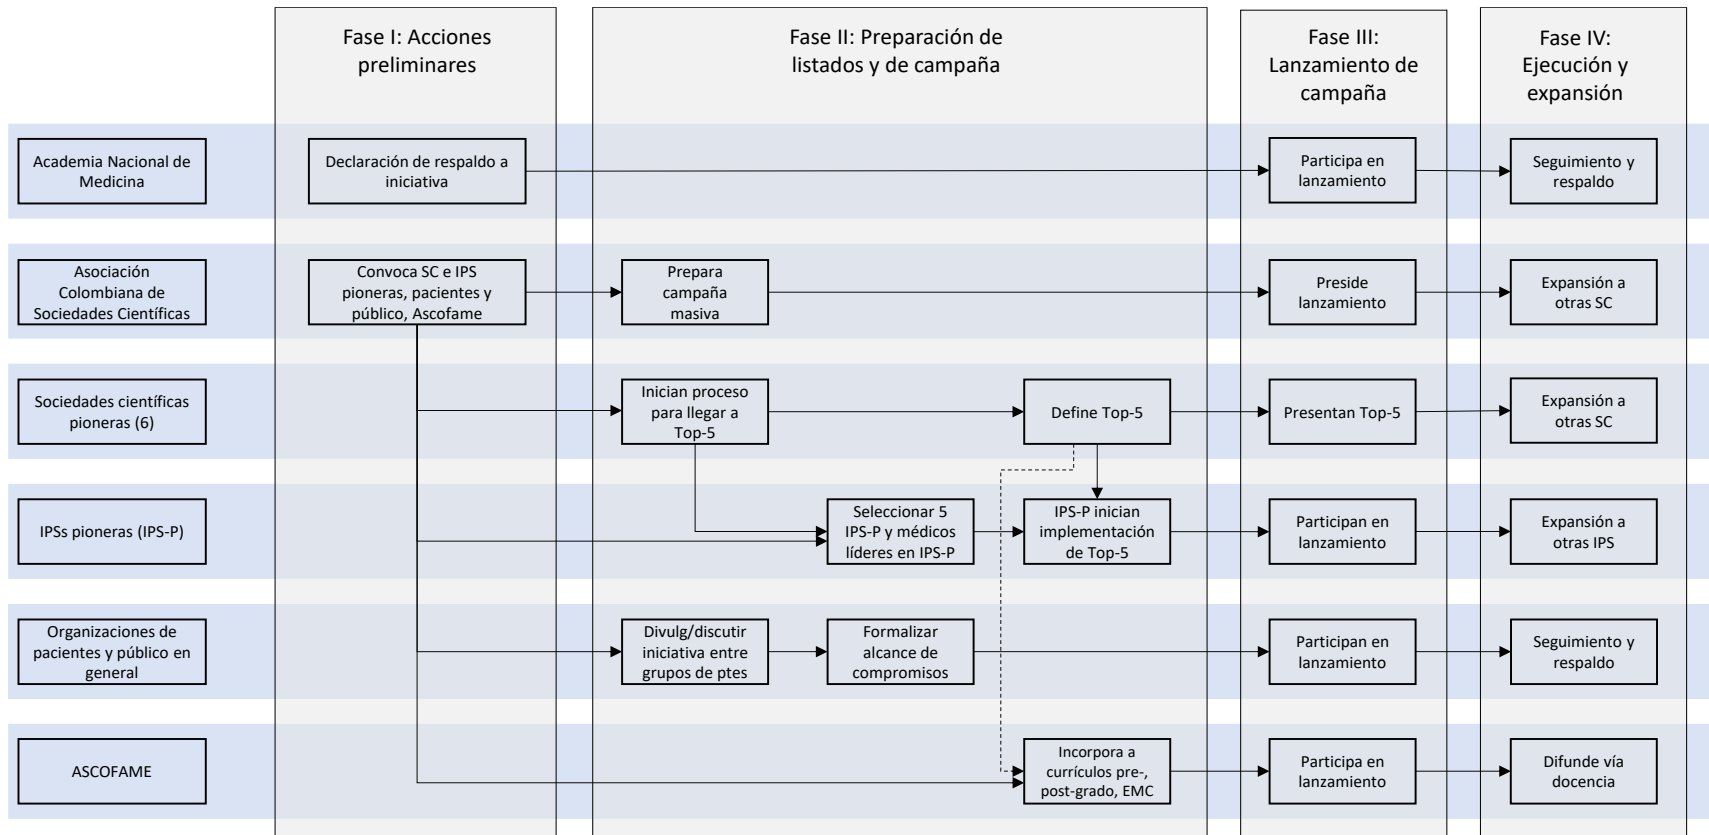 Fase I: Acciones
preliminares
Fase II: Preparación de
listados y de campaña
Fase III:
Lanzamiento de
campaña
Fase IV:
Ejecución y
expansión
Academia Nacional de
Medicina
Declaración de respaldo a
iniciativa
Participa en
lanzamiento
Seguimiento y
respaldo
Asociación
Colombiana de
Sociedades Científicas
Convoca SC e IPS
pioneras, pacientes y
público, Ascofame
Prepara
campaña
masiva
Preside
lanzamiento
Expansión a
otras SC
Sociedades científicas
pioneras (6)
Inician proceso
para llegar a
Top-5
Define Top-5
Presentan Top-5
Expansión a
otras SC
IPSs pioneras (IPS-P)
Seleccionar 5
IPS-P y médicos
líderes en IPS-P
IPS-P inician
implementación
de Top-5
Participan en
lanzamiento
Expansión a
otras IPS
Organizaciones de
pacientes y público en
general
Divulg/discutir
iniciativa entre
grupos de ptes
Formalizar
alcance de
compromisos
Participan en
lanzamiento
Seguimiento y
respaldo
ASCOFAME
Incorpora a
currículos pre-,
post-grado, EMC
Participa en
lanzamiento
Difunde vía
docencia